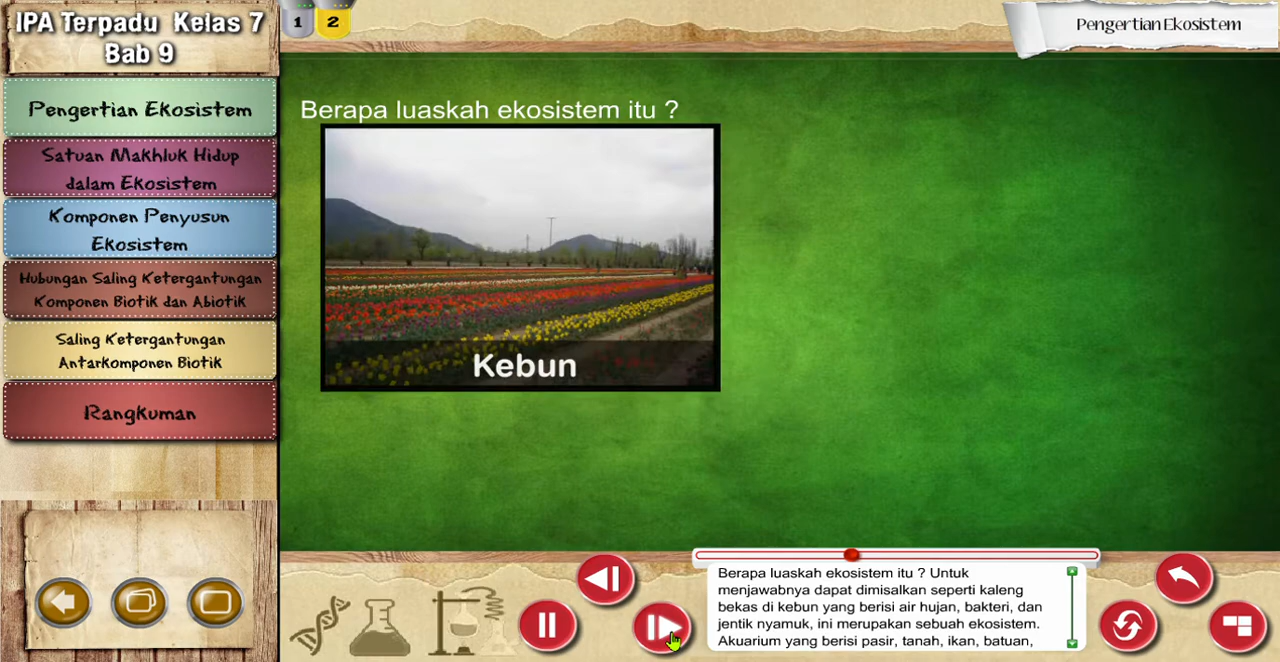 IPA Terpadu Kelas 7
Bab 9
1 2
Pengertian Ekosistem
Pengertian Ekosistem
Satuan Makhluk Hidup
dalam Ekosistem
Komponen Penyusun
Ekosistem
Hubungan Saling Ketergantungan
Komponen Biotik dan Abiotik
Saling Ketergantungan
Antarkomponen Biotik
Rangkuman
Berapa luaskah ekosistem itu ?
Kebun
Berapa luaskah ekosistem itu ? Untuk
menjawabnya dapat dimisalkan seperti kaleng
bekas di kebun yang berisi air hujan, bakteri, dan
jentik nyamuk, ini merupakan sebuah ekosistem.
Akuarium yang berisi pasir, tanah, ikan, batuan,